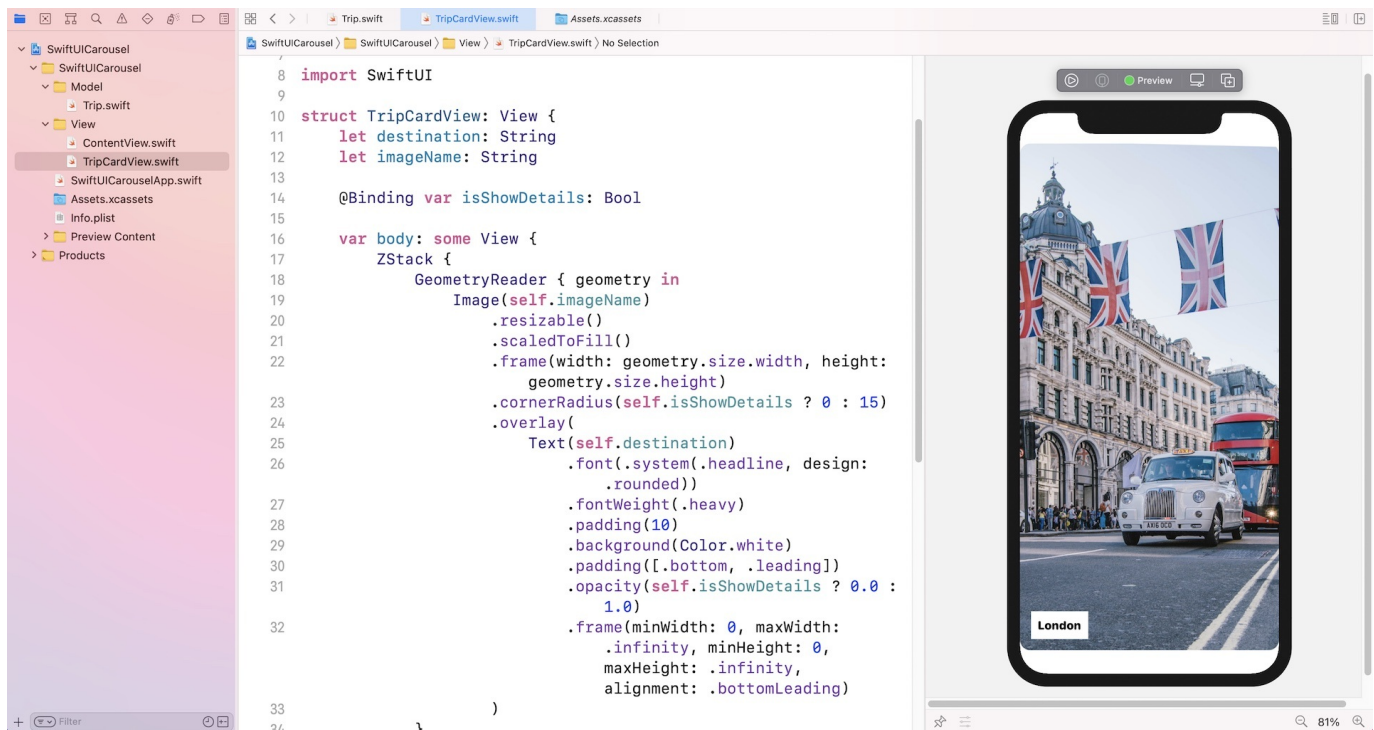 Trip.swift
TripCardView.swift
Assets.xcassets
SwiftUICarousel
SwiftUICarousel
Model
Trip.swift
View
ContentView.swift
TripCardView.swift
SwiftUICarouselApp.swift
Assets.xcassets
Info.plist
Preview Content
Products
Filter
SwiftUICarousel
SwiftUICarousel
View
TripCardView.swift
No Selection
8 import SwiftUI
9
10 struct TripCardView: View {
11 let destination: String
12 let imageName: String
13
14 @Binding var isShowDetails: Bool
15
16 var body: some View {
17 ZStack {
18 GeometryReader { geometry in
19 Image(self.imageName)
20 .resizable()
21 .scaledToFill()
22 .frame(width: geometry.size.width, height:
geometry.size.height)
23 .cornerRadius(self.isShowDetails ? 0 : 15)
24 .overlay(
25 Text(self.destination)
26 .font(.system(.headline, design:
.rounded))
27 .fontWeight(.heavy)
28 .padding(10)
29 .background(Color.white)
30 .padding([.bottom, .leading])
31 .opacity(self.isShowDetails ? 0.0 :
1.0)
32 .frame(minWidth: 0, maxWidth:
.infinity, minHeight: 0,
maxHeight: .infinity,
alignment: .bottomLeading)
33 )
34 }
Preview
TAXI
AX16 DCO
London
81%